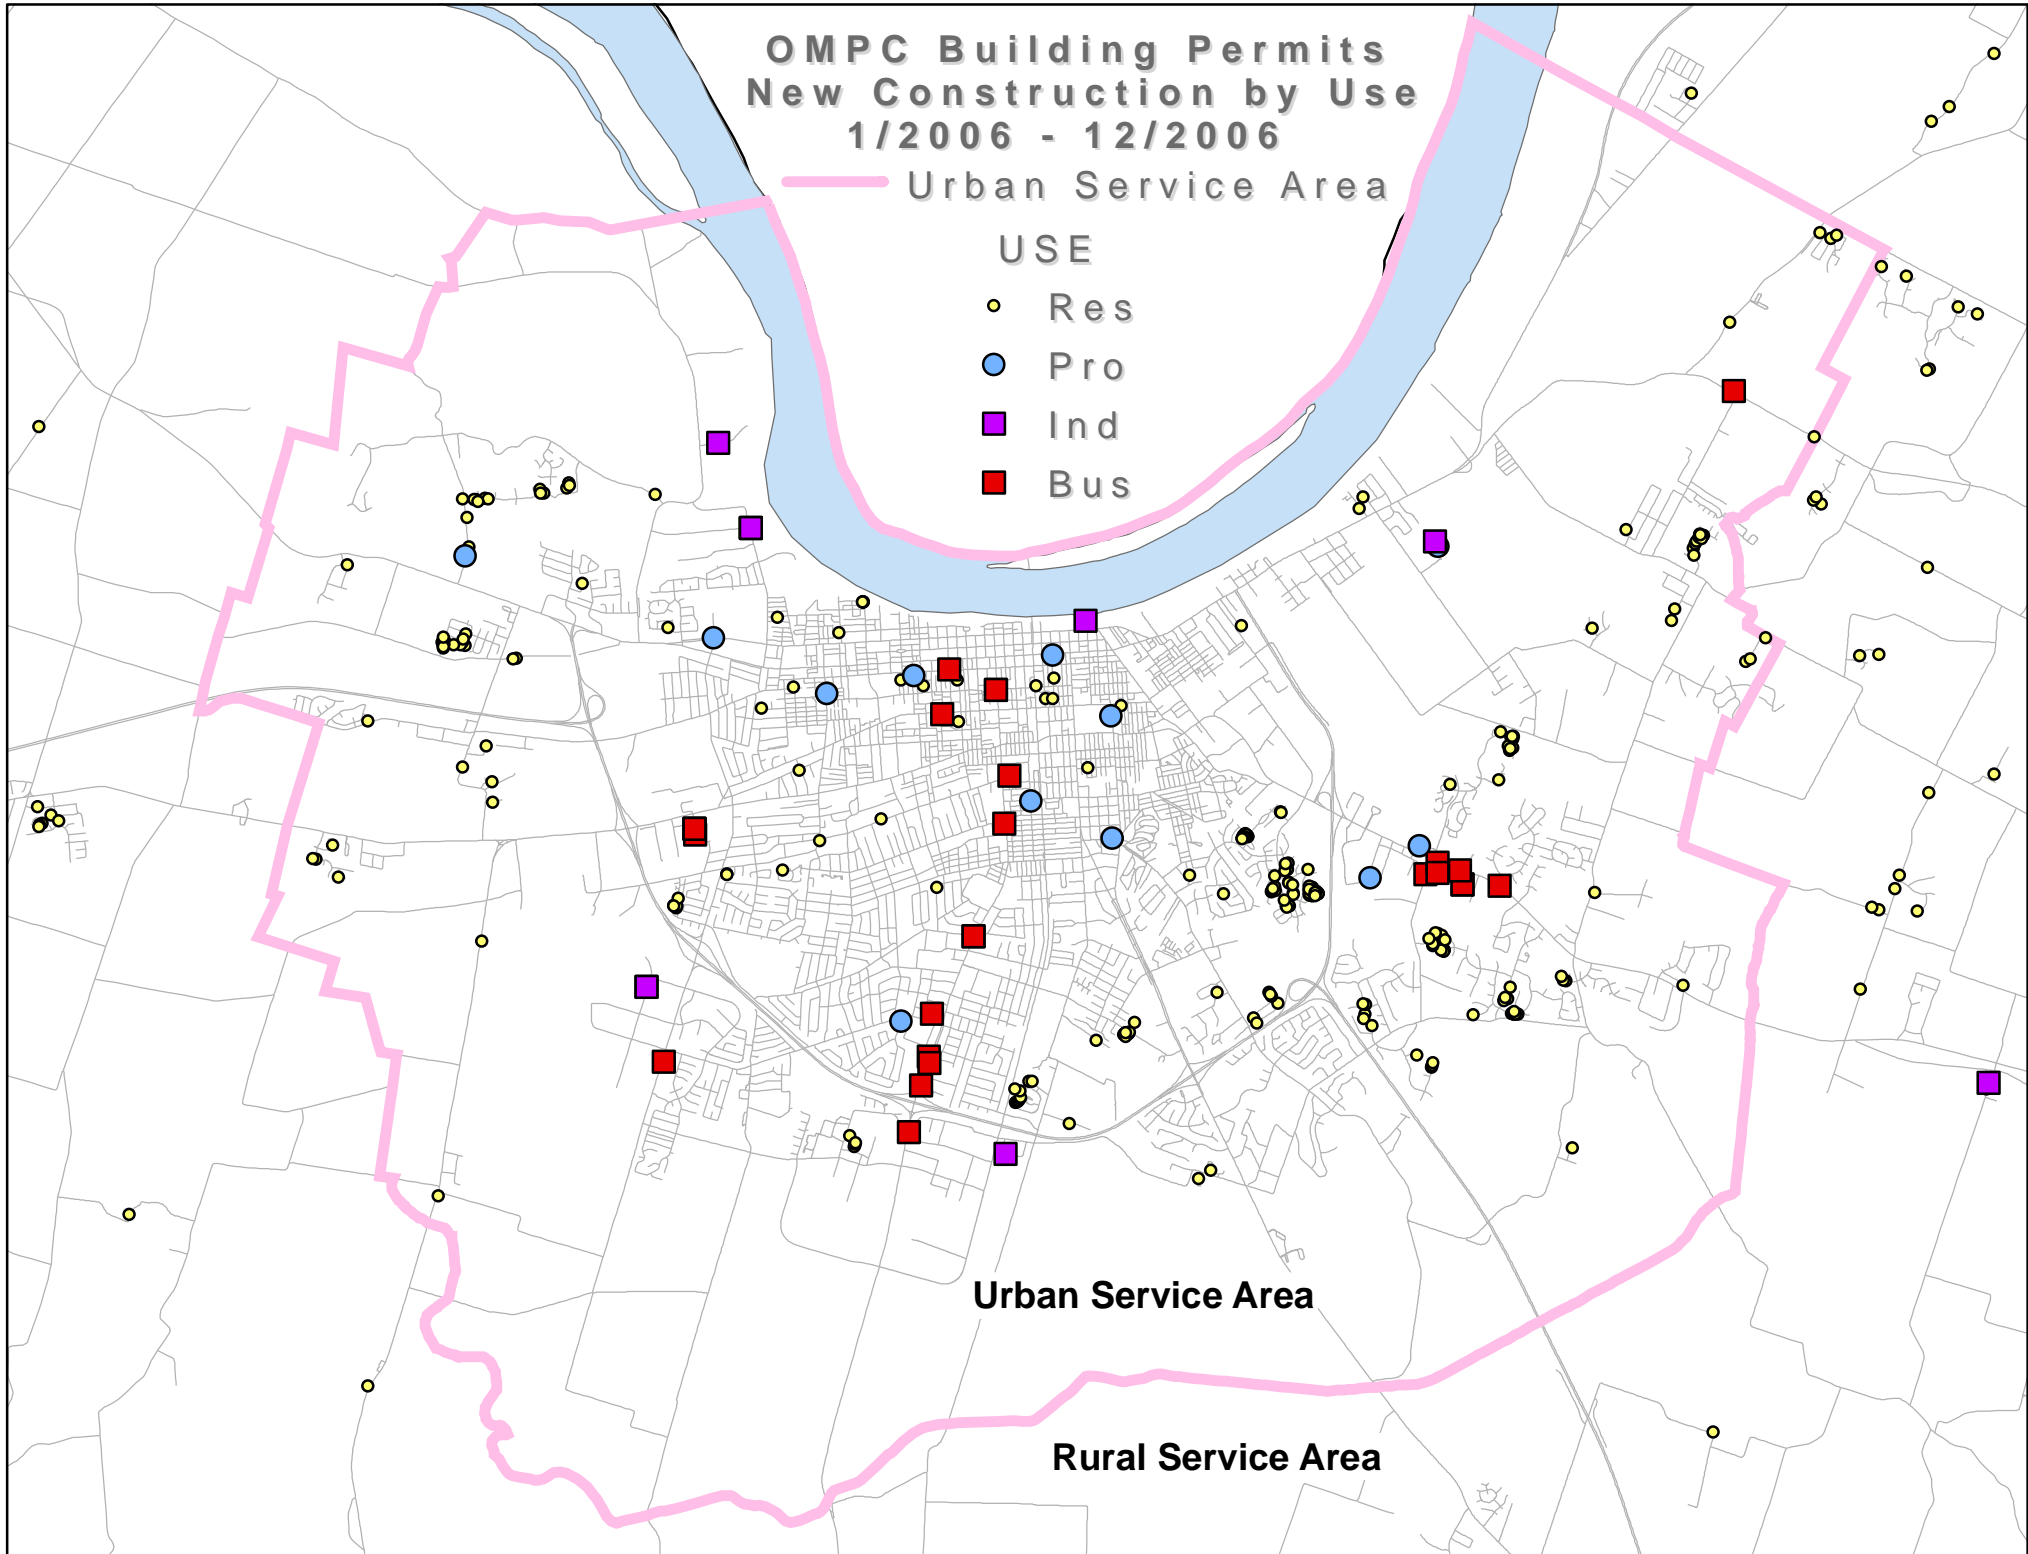 OMPC Building Permits
New Construction by Use
1/2006 - 12/2006
Urban Service Area
USE
Res
Pro
Ind
Bus
Urban Service Area
Rural Service Area